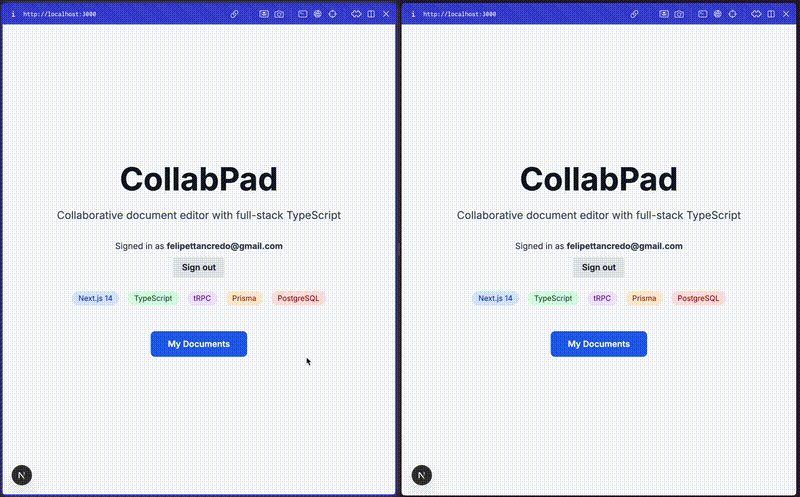 http://localhost:3000
CollabPad
Collaborative document editor with full-stack TypeScript
Signed in as felipettancredo@gmail.com
Sign out
Next.js 14 TypeScript tRPC Prisma PostgreSQL
My Documents
N
http://localhost:3000
CollabPad
Collaborative document editor with full-stack TypeScript
Signed in as felipettancredo@gmail.com
Sign out
Next.js 14 TypeScript tRPC Prisma PostgreSQL
My Documents
N